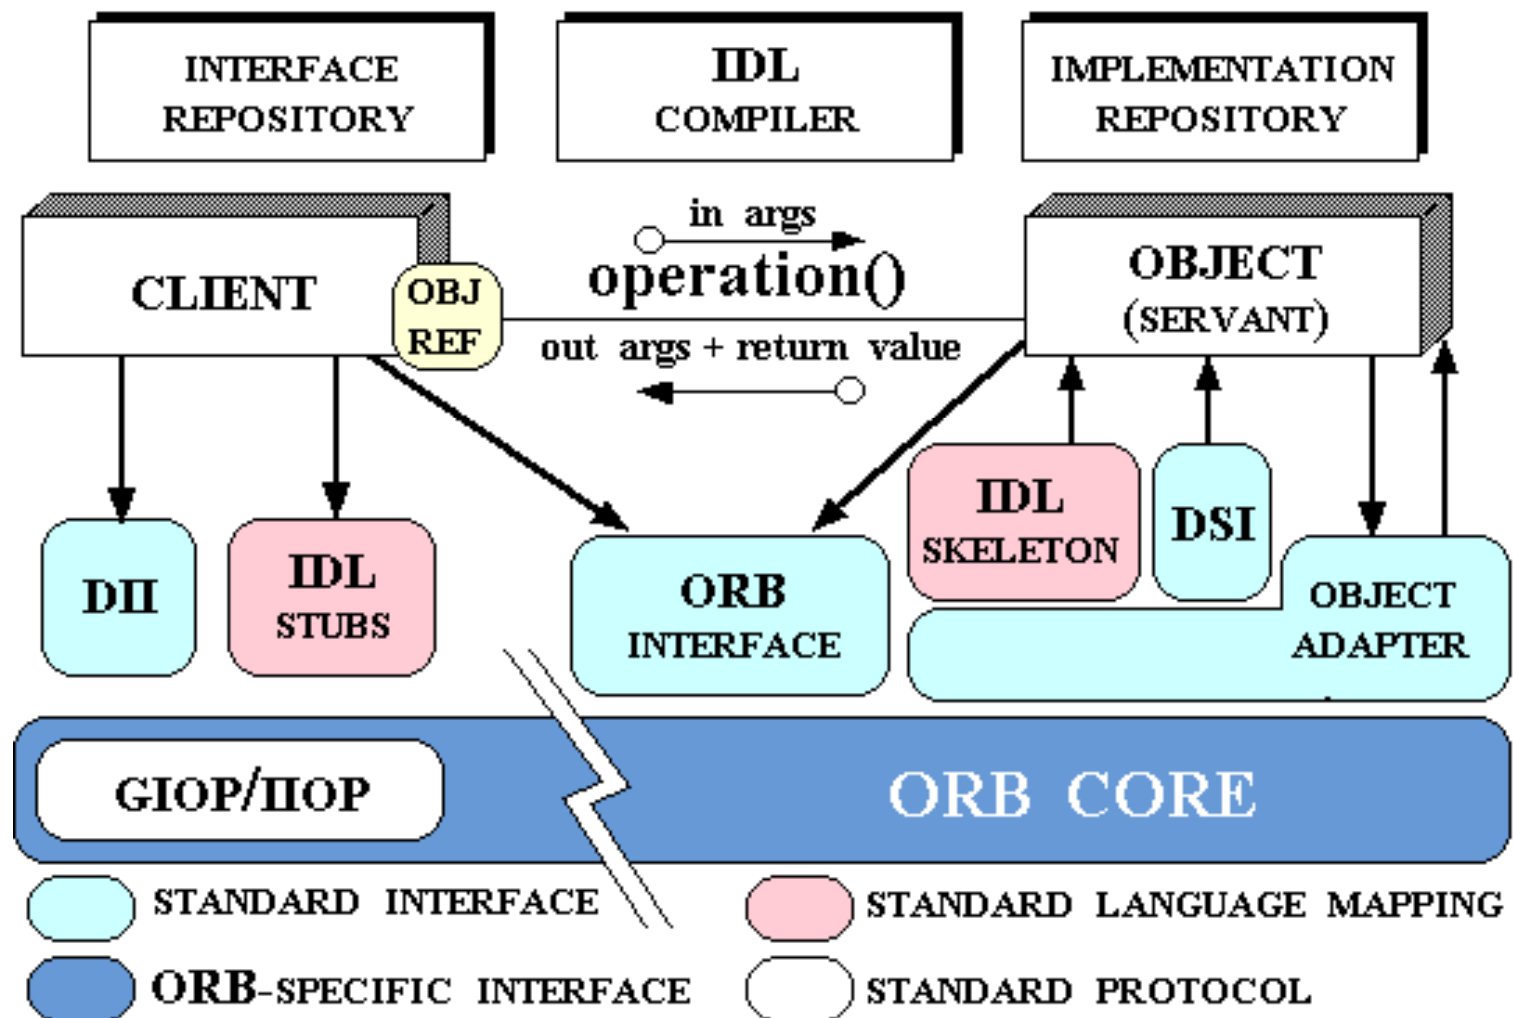 INTERFACE
REPOSITORY
IDL
COMPILER
IMPLEMENTATION
REPOSITORY
in args
operation()
out args + return value
CLIENT
OBJ
REF
OBJECT
(SERVANT)
DII
IDL
STUBS
ORB
INTERFACE
IDL
SKELETON
DSI
OBJECT
ADAPTER
GIOP/IIOP
ORB CORE
STANDARD INTERFACE
STANDARD LANGUAGE MAPPING
ORB-SPECIFIC INTERFACE
STANDARD PROTOCOL